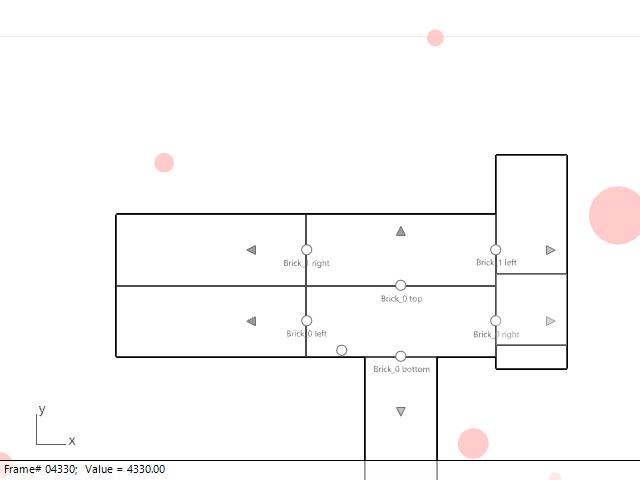 Brick_1 right
Brick_1 left
Brick_0 top
Brick_0 left
Brick_0 right
Brick_0 bottom
y
x
Frame# 04330; Value = 4330.00